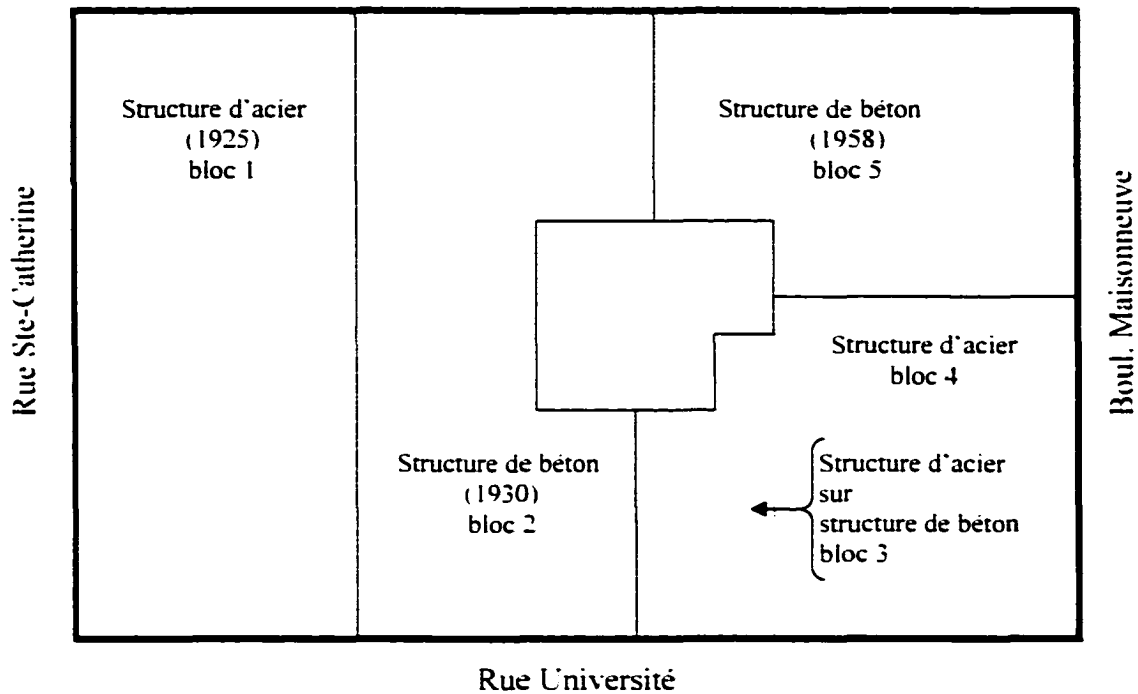 Structure d'acier
(1925)
bloc 1
Structure de béton
(1958)
bloc 5
Rue Ste-Catherine
Boul. Maisonneuve
Structure d'acier
bloc 4
Structure de béton
(1930)
bloc 2
Structure d'acier
sur
structure de béton
bloc 3
Rue Université